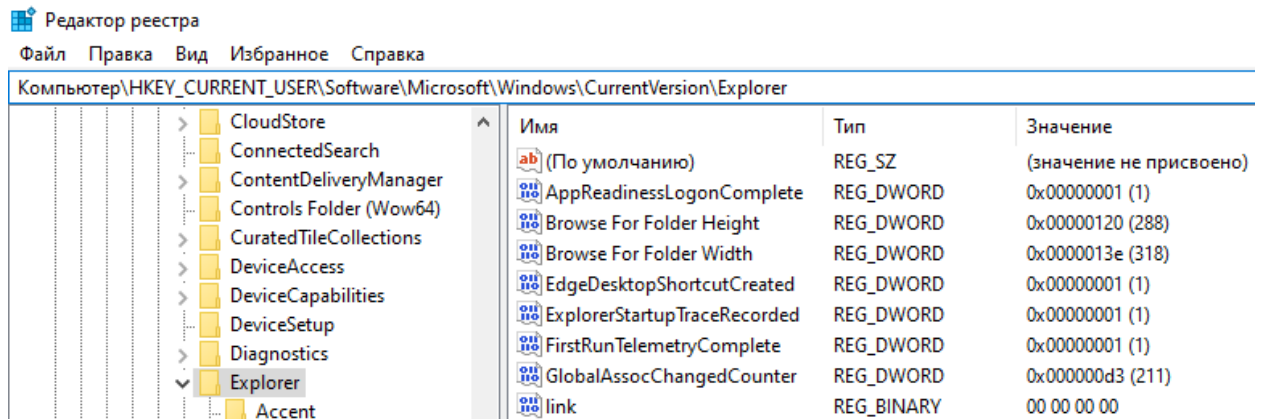 Редактор реестра
Файл Правка Вид Избранное Справка
Компьютер\HKEY_CURRENT_USER\Software\Microsoft\Windows\CurrentVersion\Explorer
CloudStore
ConnectedSearch
ContentDeliveryManager
Controls Folder (Wow64)
CuratedTileCollections
DeviceAccess
DeviceCapabilities
DeviceSetup
Diagnostics
Explorer
Accent
Имя Тип Значение
(По умолчанию) REG_SZ (значение не присвоено)
AppReadinessLogonComplete REG_DWORD 0x00000001 (1)
Browse For Folder Height REG_DWORD 0x00000120 (288)
Browse For Folder Width REG_DWORD 0x0000013e (318)
EdgeDesktopShortcutCreated REG_DWORD 0x00000001 (1)
ExplorerStartupTraceRecorded REG_DWORD 0x00000001 (1)
FirstRunTelemetryComplete REG_DWORD 0x00000001 (1)
GlobalAssocChangedCounter REG_DWORD 0x000000d3 (211)
link REG_BINARY 00 00 00 00